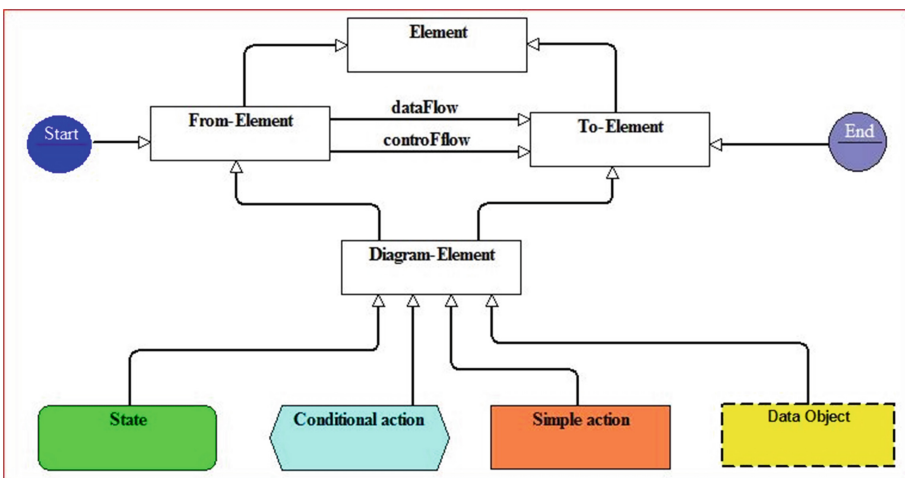 Element
dataFlow
Start
From-Element
To-Element
End
controFflow
Diagram-Element
State
Conditional action
Simple action
Data Object